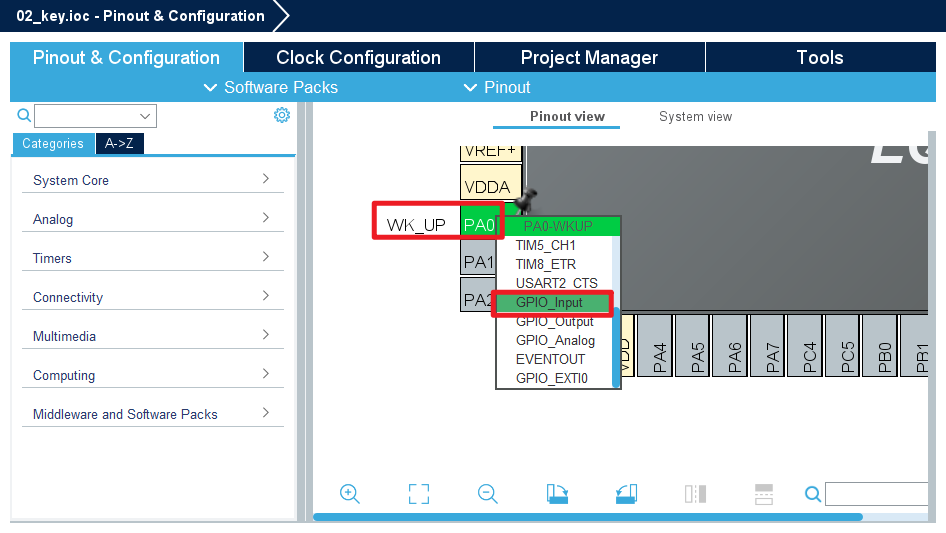 02_key.ioc - Pinout & Configuration
Pinout & Configuration
Clock Configuration
Project Manager
Tools
Software Packs
Pinout
Categories
A->Z
System Core
Analog
Timers
Connectivity
Multimedia
Computing
Middleware and Software Packs
Pinout view
System view
VREF+
VDDA
WK_UP
PA0
PA1
PA2
PA0-WKUP
TIM5_CH1
TIM8_ETR
USART2_CTS
GPIO_Input
GPIO_Output
GPIO_Analog
EVENTOUT
GPIO_EXTI0
VDD
PA4
PA5
PA6
PA7
PC4
PC5
PB0
PB1